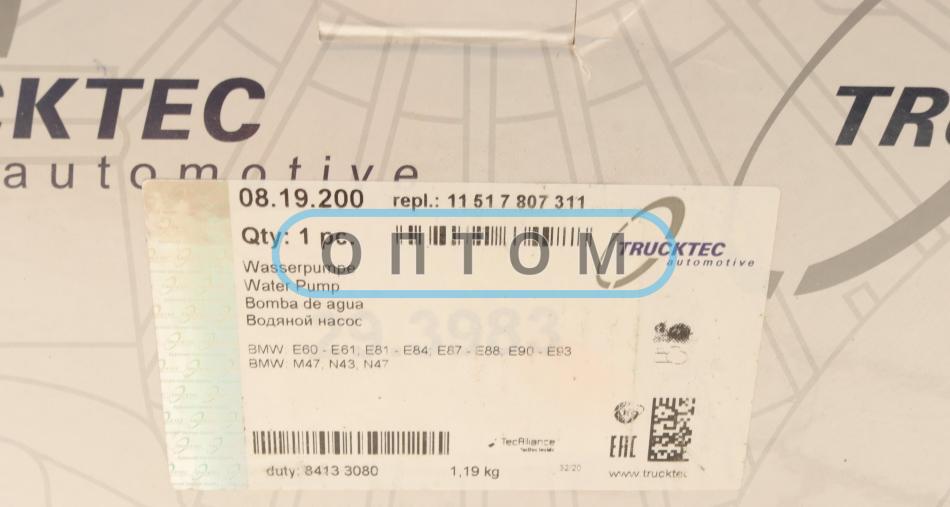 CKTEC
automotive
TRUC
08.19.200 repl.: 11 51 7 807 311
Qty: 1 pc.
ОПТОМ
TRUCKTEC
automotive
Wasserpumpe
Water Pump
Bomba de agua
Водяной насос
BMW: E60 - E61; E81 - E84; E87 - E88; E90 - E93
BMW: M47, N43, N47
TecAlliance
EAC
duty: 8413 3080 1,19 kg 32/20 www.truckte